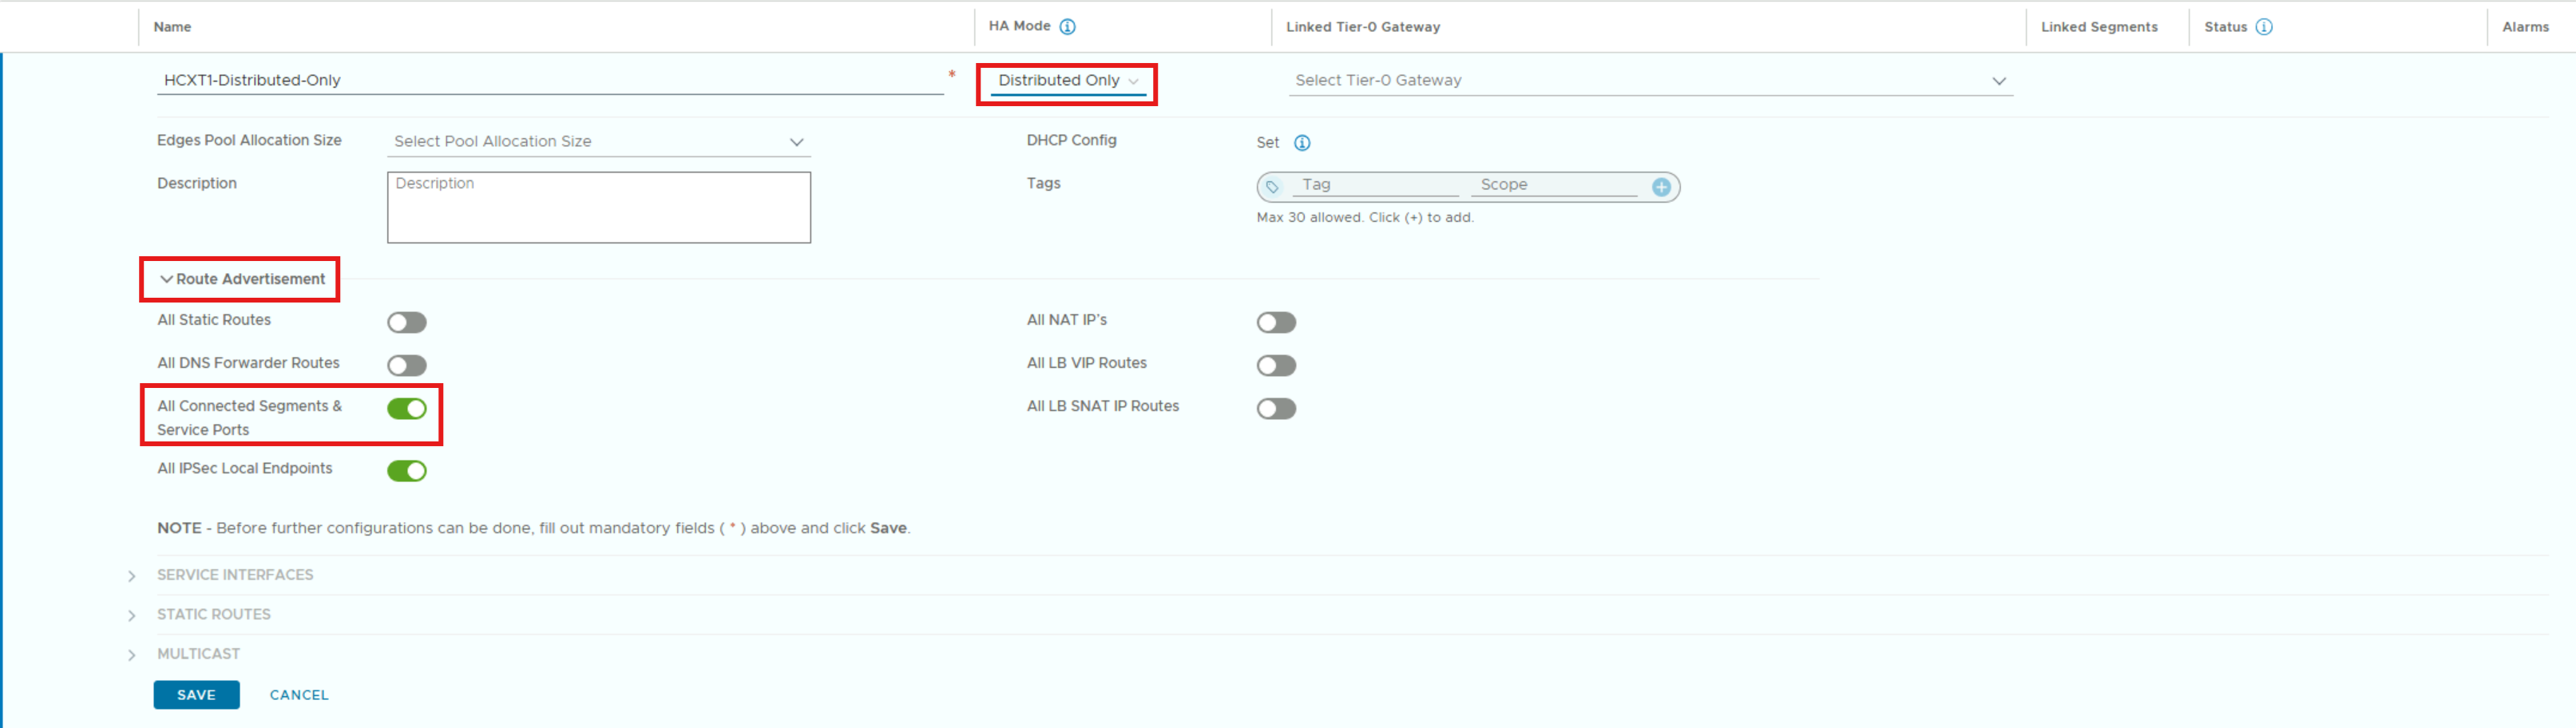 Name
HA Mode
Linked Tier-0 Gateway
Linked Segments
Status
Alarms
HCXT1-Distributed-Only *
Distributed Only
Select Tier-0 Gateway
Edges Pool Allocation Size
Select Pool Allocation Size
DHCP Config
Set
Description
Description
Tags
Tag
Scope
Max 30 allowed. Click (+) to add.
Route Advertisement
All Static Routes
All NAT IP's
All DNS Forwarder Routes
All LB VIP Routes
All Connected Segments &
Service Ports
All LB SNAT IP Routes
All IPSec Local Endpoints
NOTE - Before further configurations can be done, fill out mandatory fields ( * ) above and click Save.
SERVICE INTERFACES
STATIC ROUTES
MULTICAST
SAVE
CANCEL